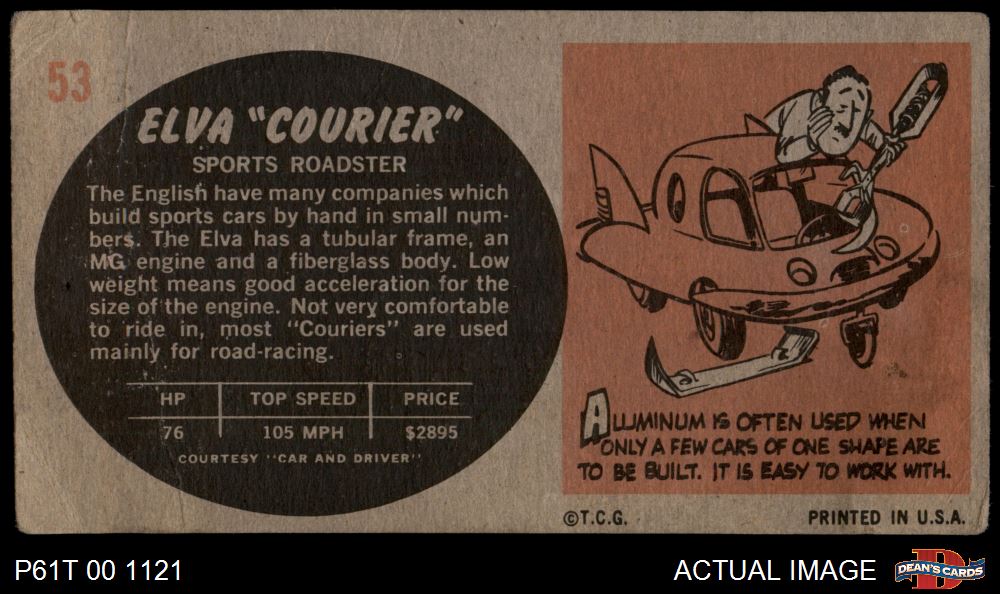 53
ELVA "COURIER"
SPORTS ROADSTER
The English have many companies which
build sports cars by hand in small num-
bers. The Elva has a tubular frame, an
MG engine and a fiberglass body. Low
weight means good acceleration for the
size of the engine. Not very comfortable
to ride in, most "Couriers" are used
mainly for road-racing.
HP TOP SPEED PRICE
76 105 MPH $2895
COURTESY "CAR AND DRIVER"
ALUMINUM IS OFTEN USED WHEN
ONLY A FEW CARS OF ONE SHAPE ARE
TO BE BUILT. IT IS EASY TO WORK WITH.
©T.C.G. PRINTED IN U.S.A.
P61T 00 1121 ACTUAL IMAGE DEAN'S CARDS